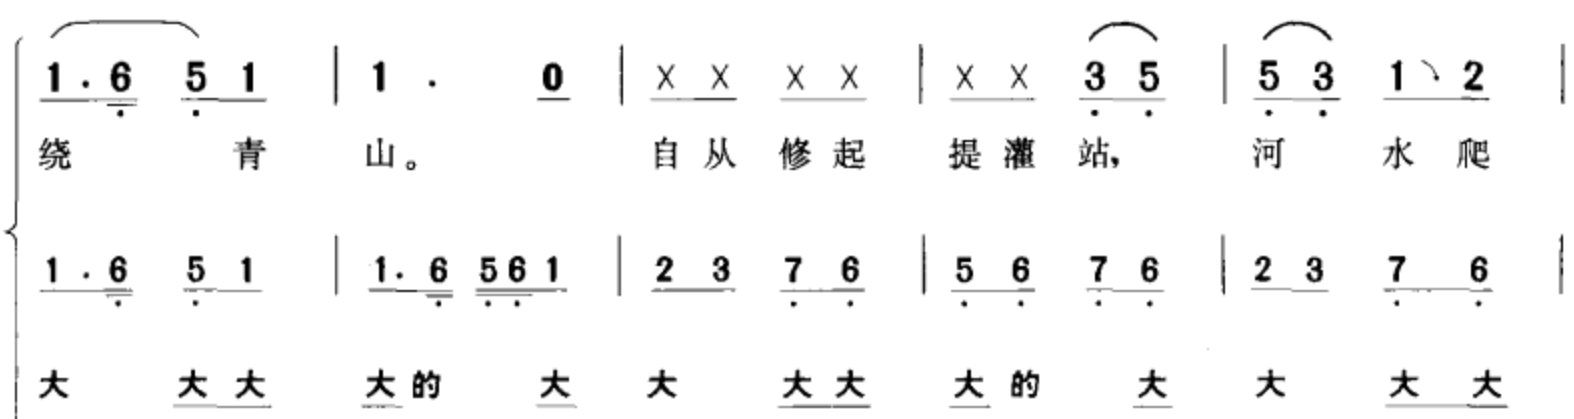 1 . 6 5 1 | 1 . 0 | X X X X | X X 3 5 | 5 3 1 2 |
绕 青 山。 自 从 修 起 提 灌 站, 河 水 爬
1 . 6 5 1 | 1 . 6 5 6 1 | 2 3 7 6 | 5 6 7 6 | 2 3 7 6 |
大 大 大 大 的 大 大 大 大 大 的 大 大 大 大